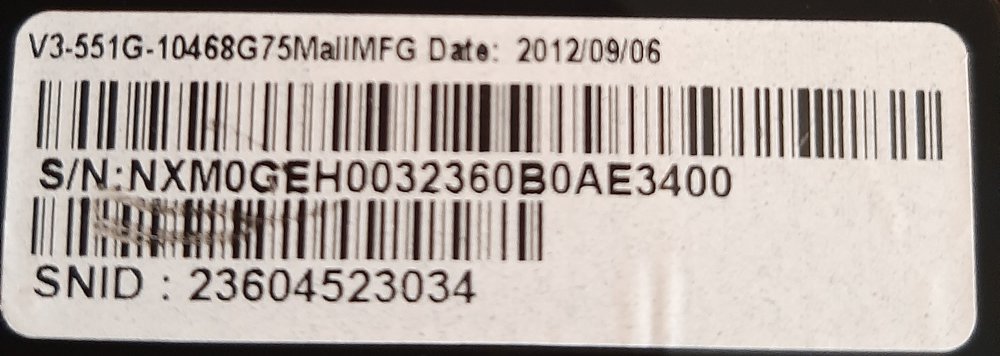 V3-551G-10468G75MaiiMFG Date: 2012/09/06
S/N:NXM0GEH0032360B0AE3400
SNID : 23604523034